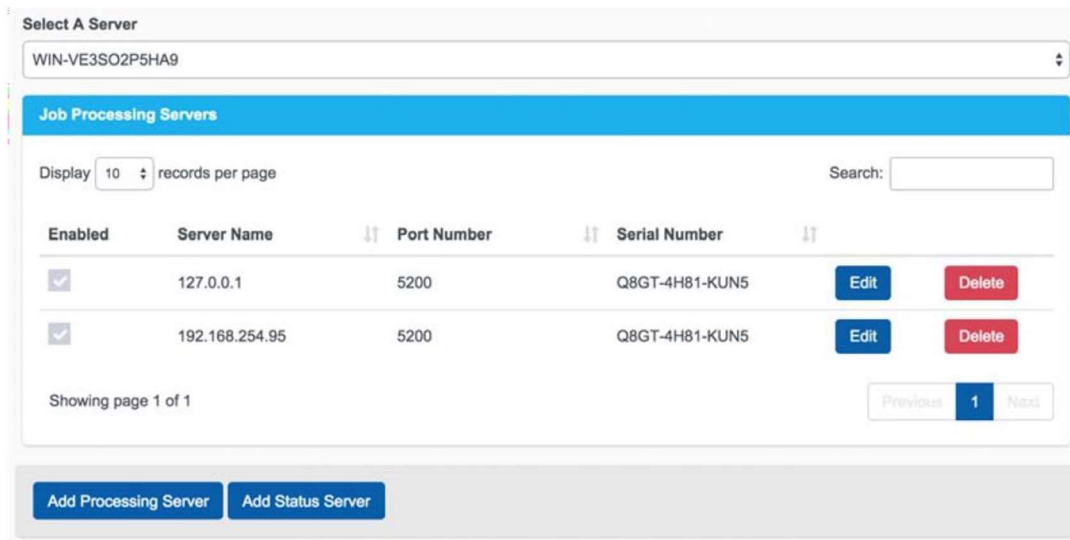 Select A Server
WIN-VE3SO2P5HA9
Job Processing Servers
Display 10 records per page Search:
Enabled Server Name Port Number Serial Number
127.0.0.1 5200 Q8GT-4H81-KUN5 Edit Delete
192.168.254.95 5200 Q8GT-4H81-KUN5 Edit Delete
Showing page 1 of 1 Previous 1 Next
Add Processing Server Add Status Server